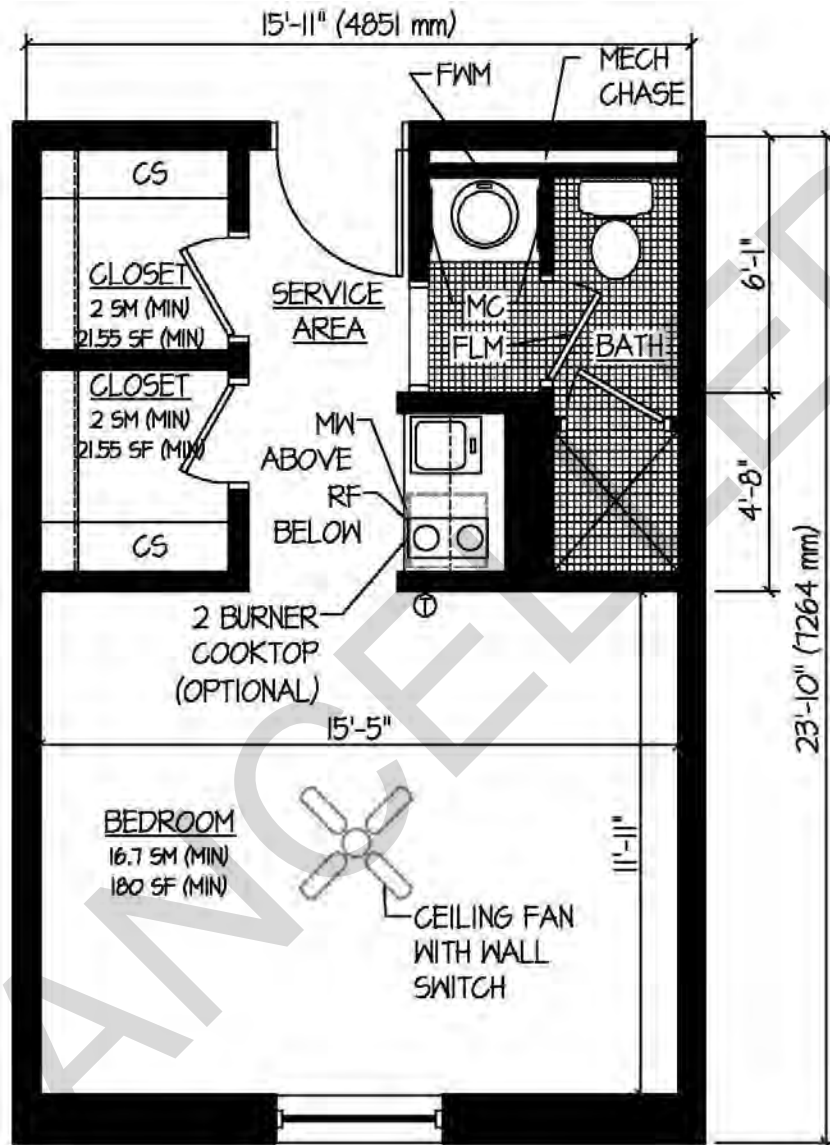 15'-11" (4851 mm)
FWM
MECH
CHASE
CS
CLOSET
2 SM (MIN)
21.55 SF (MIN)
SERVICE
AREA
MC
FLM
BATH
6'-1"
CLOSET
2 SM (MIN)
21.55 SF (MIN)
CS
MW
ABOVE
RF
BELOW
4'-8"
T
2 BURNER
COOKTOP
(OPTIONAL)
15'-5"
23'-10" (7264 mm)
BEDROOM
16.7 SM (MIN)
180 SF (MIN)
11'-11"
CEILING FAN
WITH WALL
SWITCH
ANCELLED